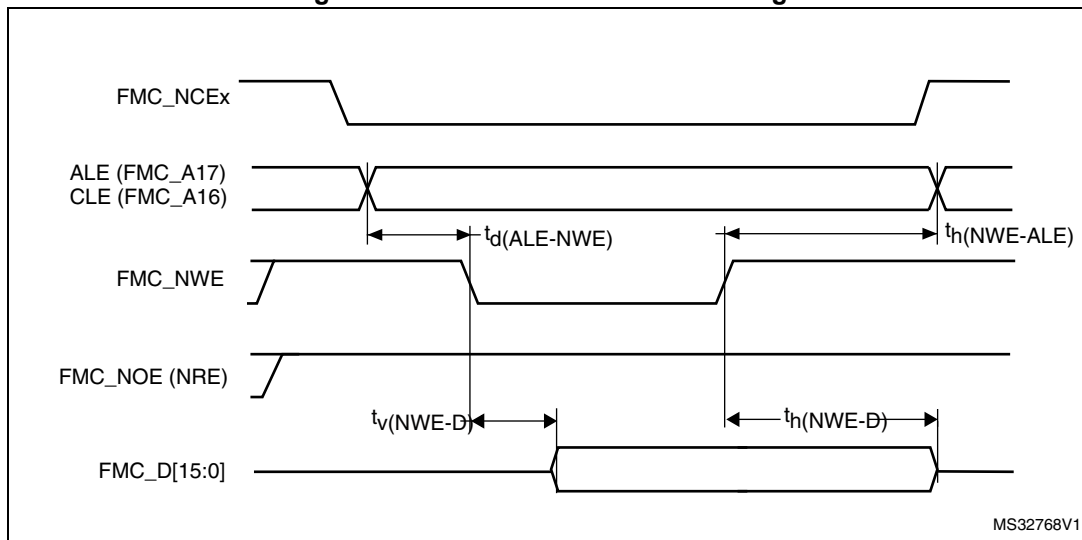 FMC_NCEx
ALE (FMC_A17)
CLE (FMC_A16)
td(ALE-NWE)
th(NWE-ALE)
FMC_NWE
FMC_NOE (NRE)
tv(NWE-D)
th(NWE-D)
FMC_D[15:0]
MS32768V1